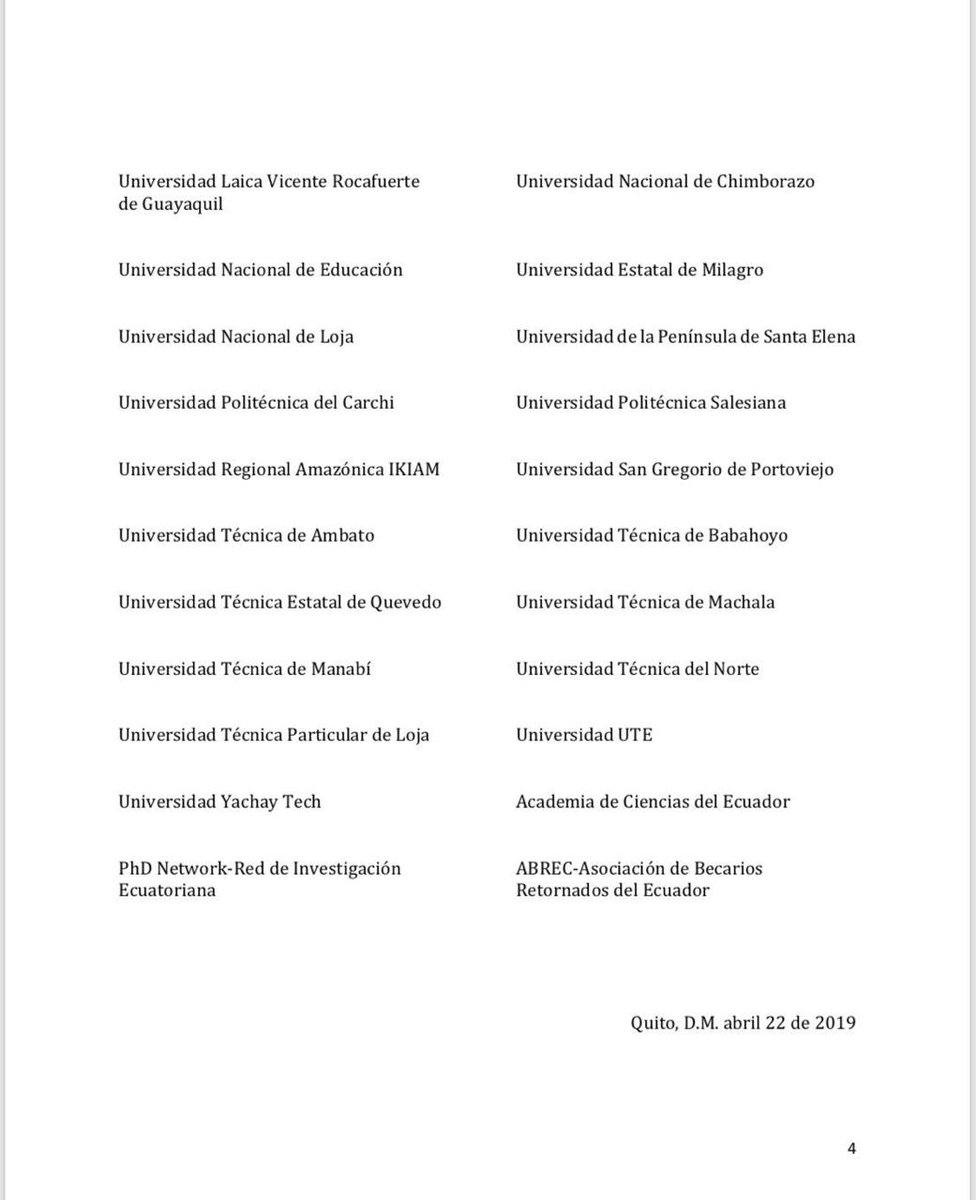 Universidad Laica Vicente Rocafuerte
de Guayaquil
Universidad Nacional de Chimborazo
Universidad Nacional de Educación
Universidad Estatal de Milagro
Universidad Nacional de Loja
Universidad de la Península de Santa Elena
Universidad Politécnica del Carchi
Universidad Politécnica Salesiana
Universidad Regional Amazónica IKIAM
Universidad San Gregorio de Portoviejo
Universidad Técnica de Ambato
Universidad Técnica de Babahoyo
Universidad Técnica Estatal de Quevedo
Universidad Técnica de Machala
Universidad Técnica de Manabí
Universidad Técnica del Norte
Universidad Técnica Particular de Loja
Universidad UTE
Universidad Yachay Tech
Academia de Ciencias del Ecuador
PhD Network-Red de Investigación
Ecuatoriana
ABREC-Asociación de Becarios
Retornados del Ecuador
Quito, D.M. abril 22 de 2019
4